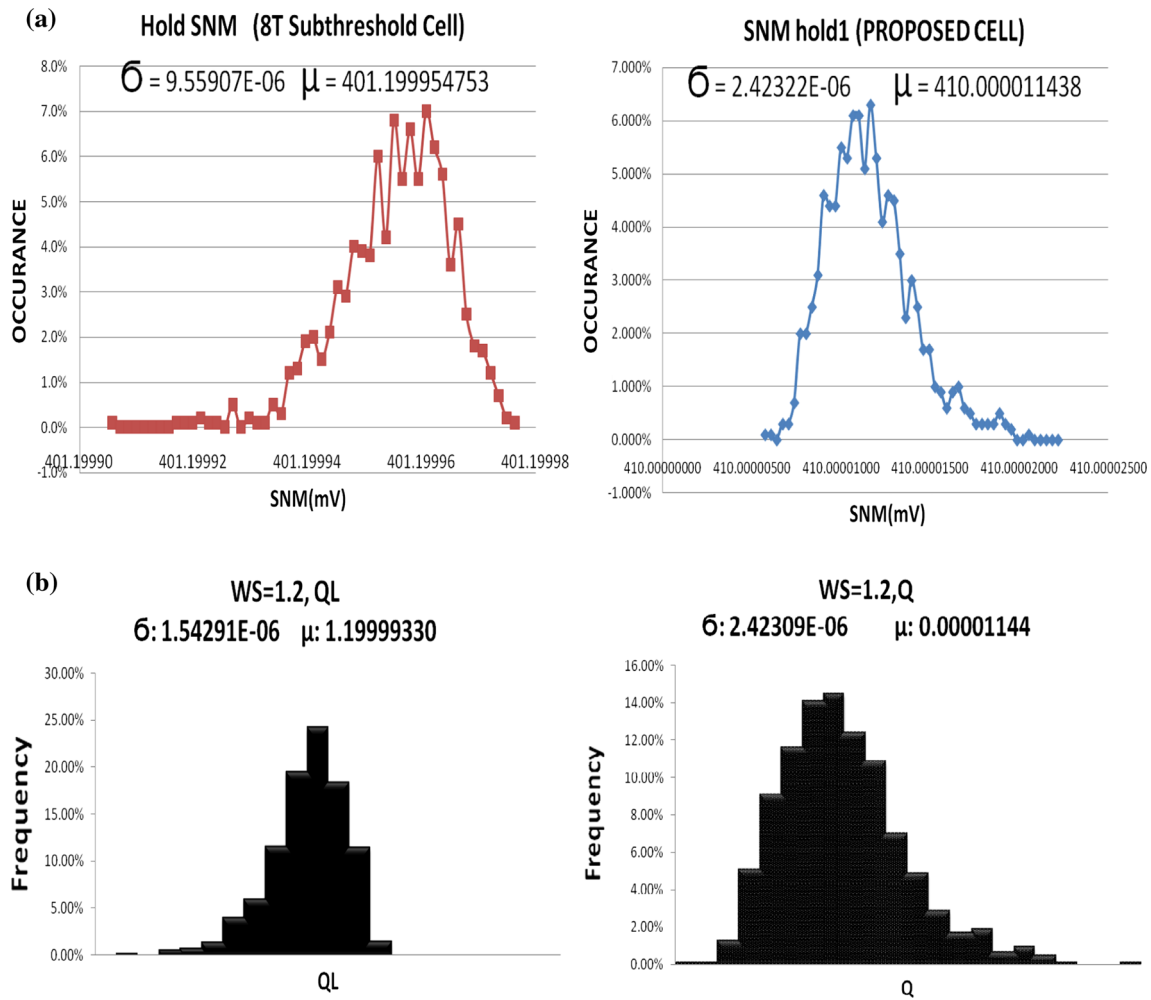 (a)
Hold SNM (8T Subthreshold Cell)
б = 9.55907E-06 μ = 401.199954753
8.0%
7.0%
6.0%
5.0%
4.0%
3.0%
2.0%
1.0%
0.0%
-1.0%
OCCURANCE
401.19990 401.19992 401.19994 401.19996 401.19998
SNM(mV)
SNM hold1 (PROPOSED CELL)
б = 2.42322E-06 μ = 410.000011438
7.000%
6.000%
5.000%
4.000%
3.000%
2.000%
1.000%
0.000%
-1.000%
OCCURANCE
410.00000000 410.00000500 410.00001000 410.00001500 410.00002000 410.00002500
SNM(mV)
(b)
WS=1.2, QL
б: 1.54291E-06 μ: 1.19999330
30.00%
25.00%
20.00%
15.00%
10.00%
5.00%
0.00%
Frequency
QL
WS=1.2,Q
б: 2.42309E-06 μ: 0.00001144
16.00%
14.00%
12.00%
10.00%
8.00%
6.00%
4.00%
2.00%
0.00%
Frequency
Q